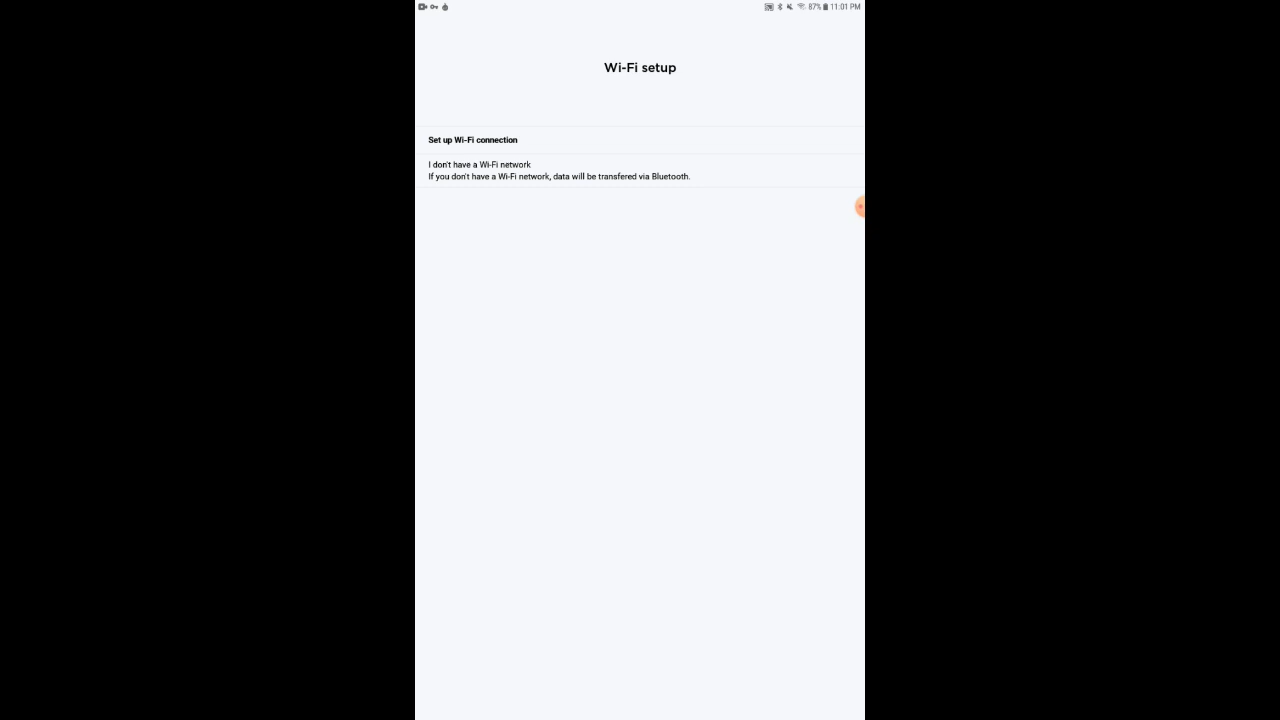 87% 11:01 PM
Wi-Fi setup
Set up Wi-Fi connection
I don't have a Wi-Fi network
If you don't have a Wi-Fi network, data will be transfered via Bluetooth.